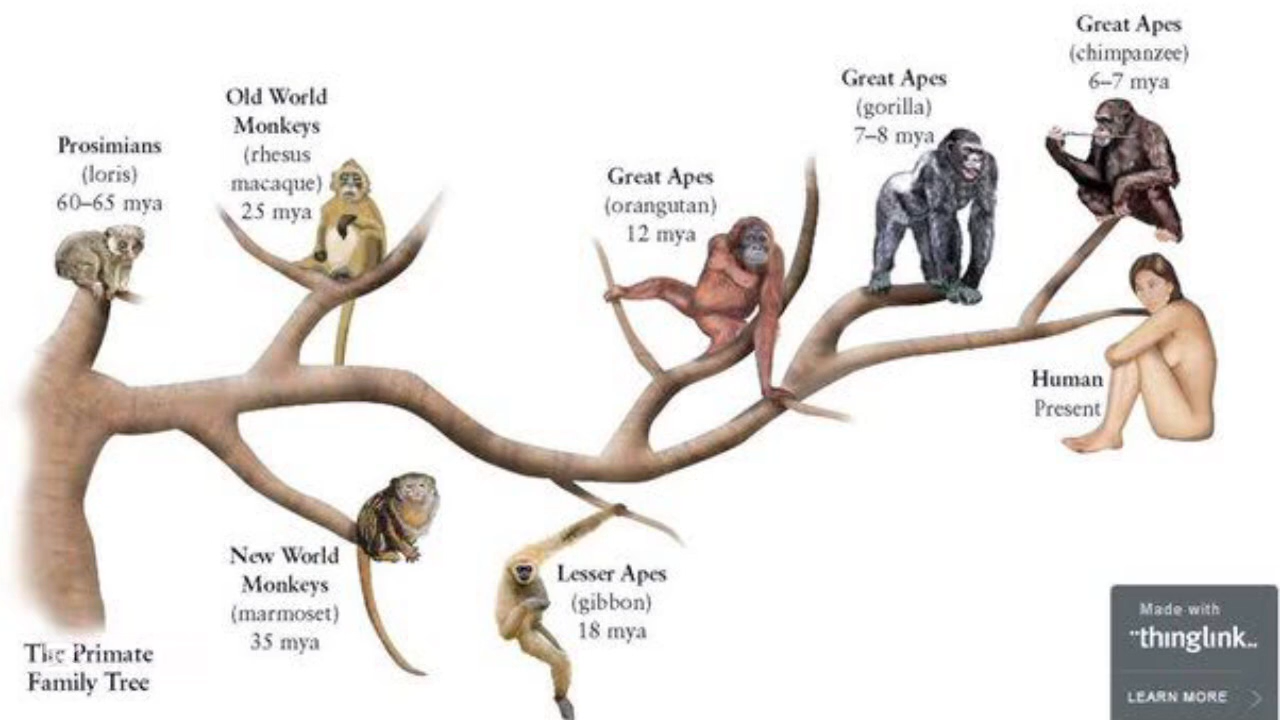 Prosimians
(loris)
60–65 mya
Old World
Monkeys
(rhesus
macaque)
25 mya
Great Apes
(orangutan)
12 mya
Great Apes
(gorilla)
7–8 mya
Great Apes
(chimpanzee)
6–7 mya
Human
Present
New World
Monkeys
(marmoset)
35 mya
Lesser Apes
(gibbon)
18 mya
The Primate
Family Tree
Made with
¨thinglink..
LEARN MORE